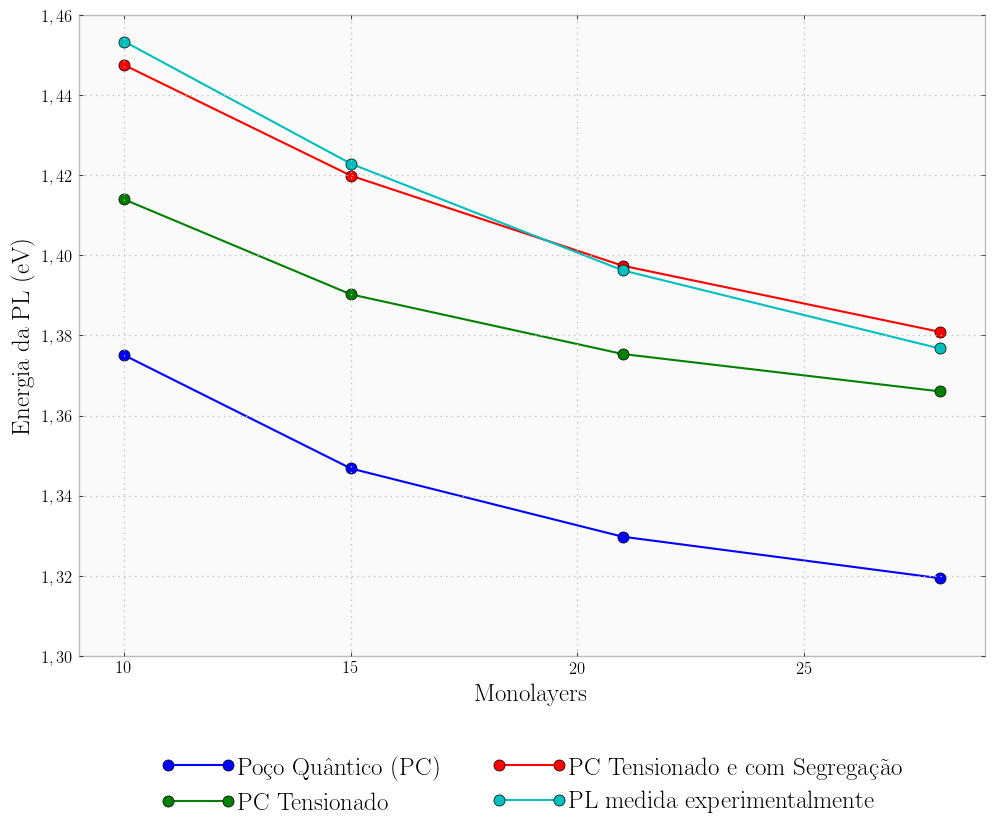 1,46
1,44
1,42
1,40
1,38
1,36
1,34
1,32
1,30
Energia da PL (eV)
10 15 20 25
Monolayers
Poço Quântico (PC)
PC Tensionado
PC Tensionado e com Segregação
PL medida experimentalmente